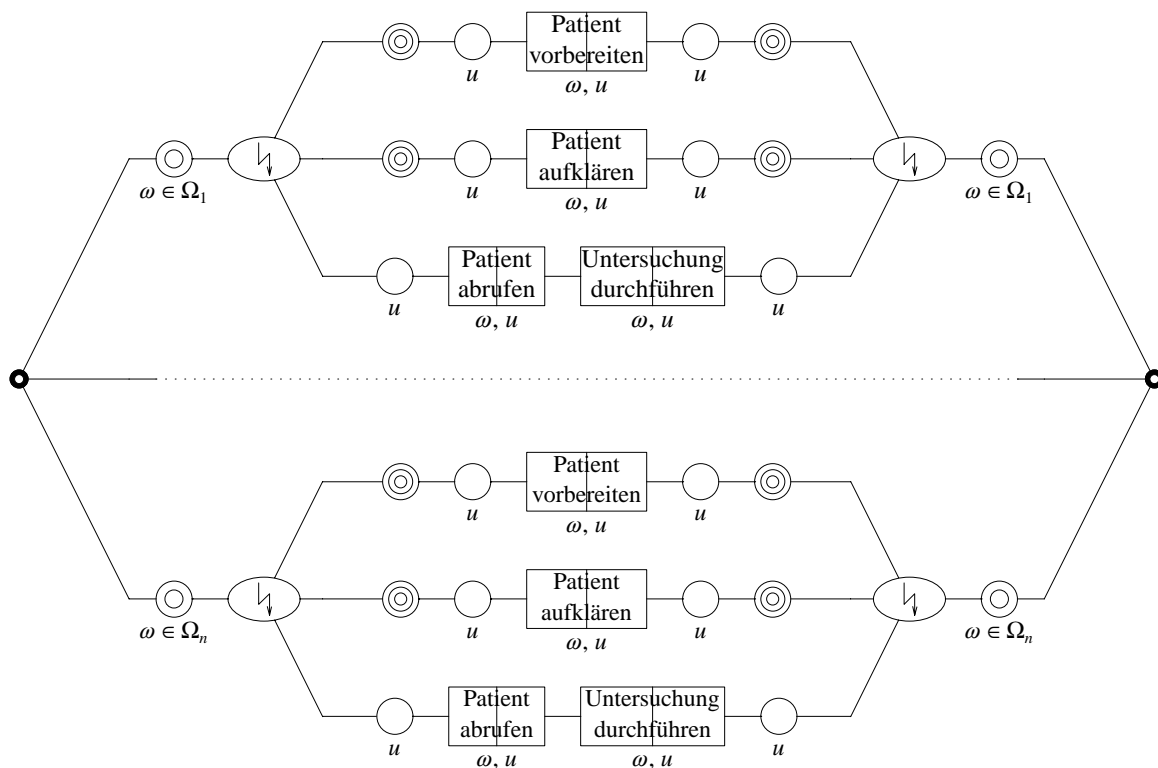 Patient
vorbereiten
u
ω, u
u
Patient
aufklären
ω ∈ Ω₁
u
ω, u
u
ω ∈ Ω₁
Patient
abrufen
Untersuchung
durchführen
u
ω, u
ω, u
u
Patient
vorbereiten
u
ω, u
u
Patient
aufklären
ω ∈ Ωₙ
u
ω, u
u
ω ∈ Ωₙ
Patient
abrufen
Untersuchung
durchführen
u
ω, u
ω, u
u